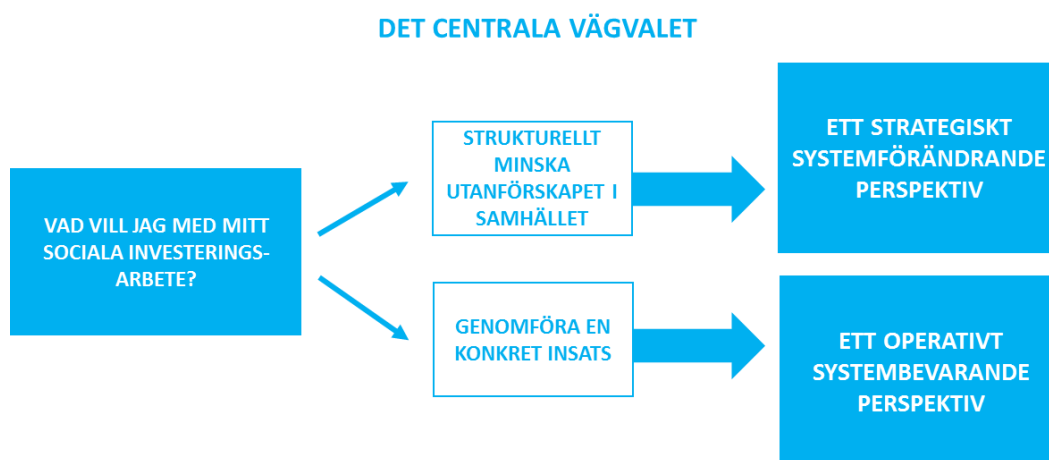 DET CENTRALA VÄGVALET
VAD VILL JAG MED MITT
SOCIALA INVESTERINGS-
ARBETE?
STRUKTURELLT
MINSKA
UTANFÖRSKAPET I
SAMHÄLLET
ETT STRATEGISKT
SYSTEMFÖRÄNDRANDE
PERSPEKTIV
GENOMFÖRA EN
KONKRET INSATS
ETT OPERATIVT
SYSTEMBEVARANDE
PERSPEKTIV